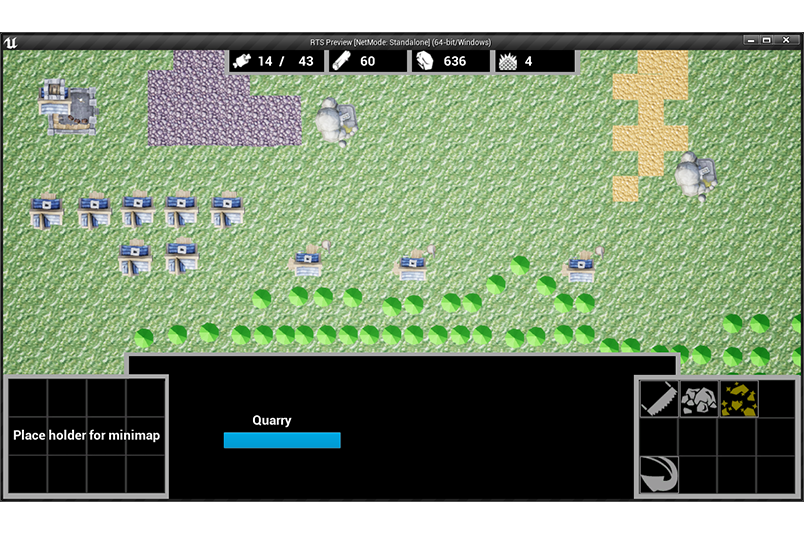 RTS Preview [NetMode: Standalone] (64-bit/Windows)
14 / 43 60 636 4
Quarry
Place holder for minimap